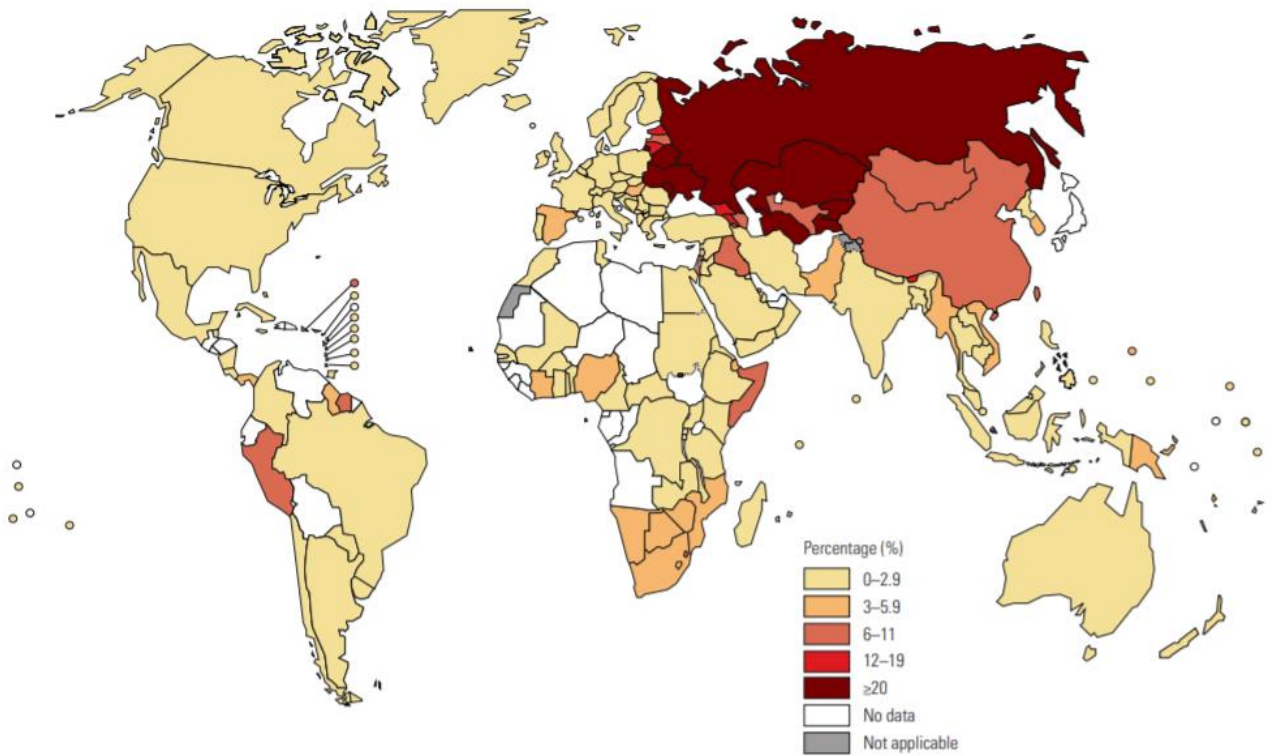 Percentage (%)
0–2.9
3–5.9
6–11
12–19
≥20
No data
Not applicable